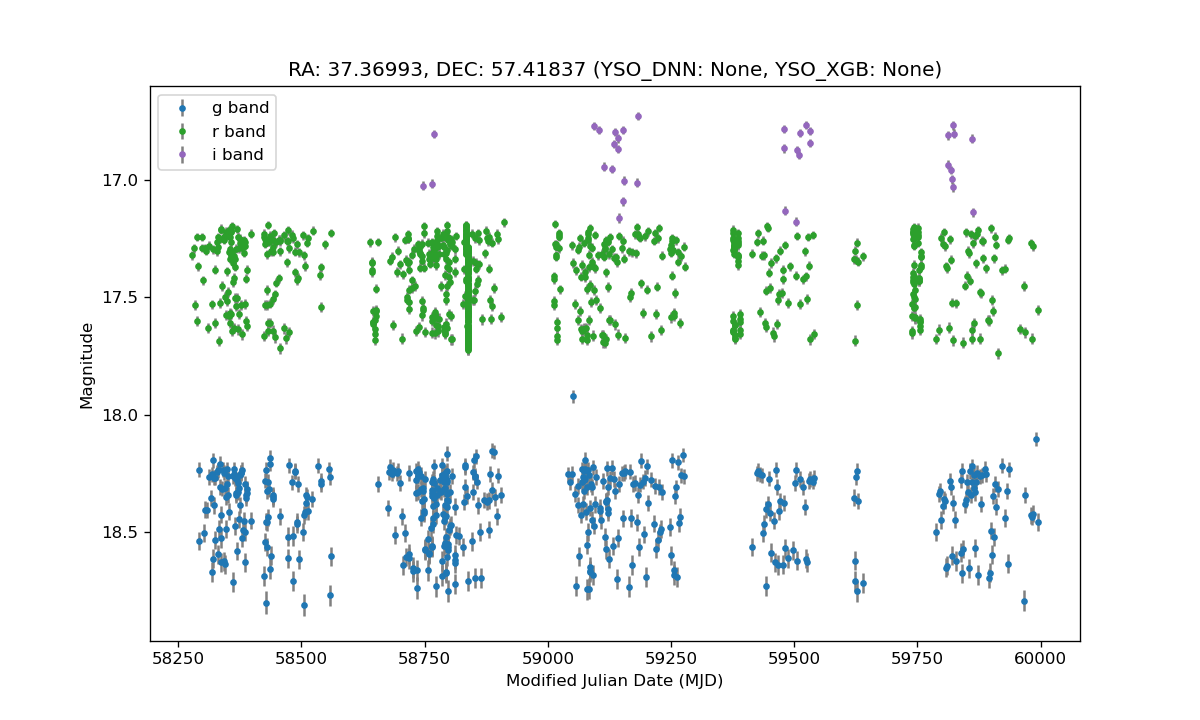 RA: 37.36993, DEC: 57.41837 (YSO_DNN: None, YSO_XGB: None)
g band
r band
i band
17.0
17.5
18.0
18.5
Magnitude
58250 58500 58750 59000 59250 59500 59750 60000
Modified Julian Date (MJD)